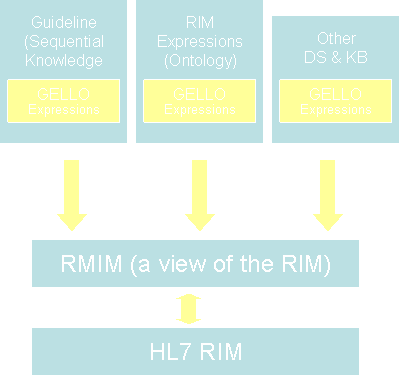 Guideline
(Sequential
Knowledge
GELLO
Expressions
RIM
Expressions
(Ontology)
GELLO
Expressions
Other
DS & KB
GELLO
Expressions
RMIM (a view of the RIM)
HL7 RIM